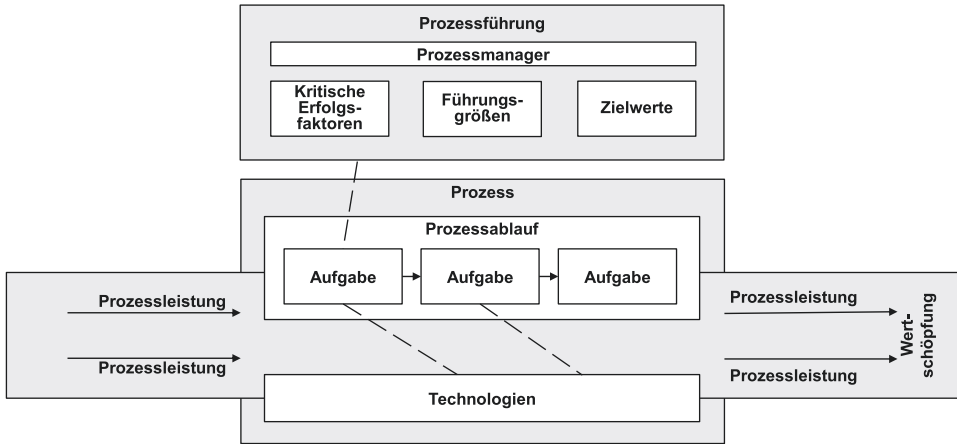 Prozessführung
Prozessmanager
Kritische
Erfolgs-
faktoren
Führungs-
größen
Zielwerte
Prozess
Prozessablauf
Aufgabe
Aufgabe
Aufgabe
Prozessleistung
Prozessleistung
Prozessleistung
Prozessleistung
Wert-
schöpfung
Technologien